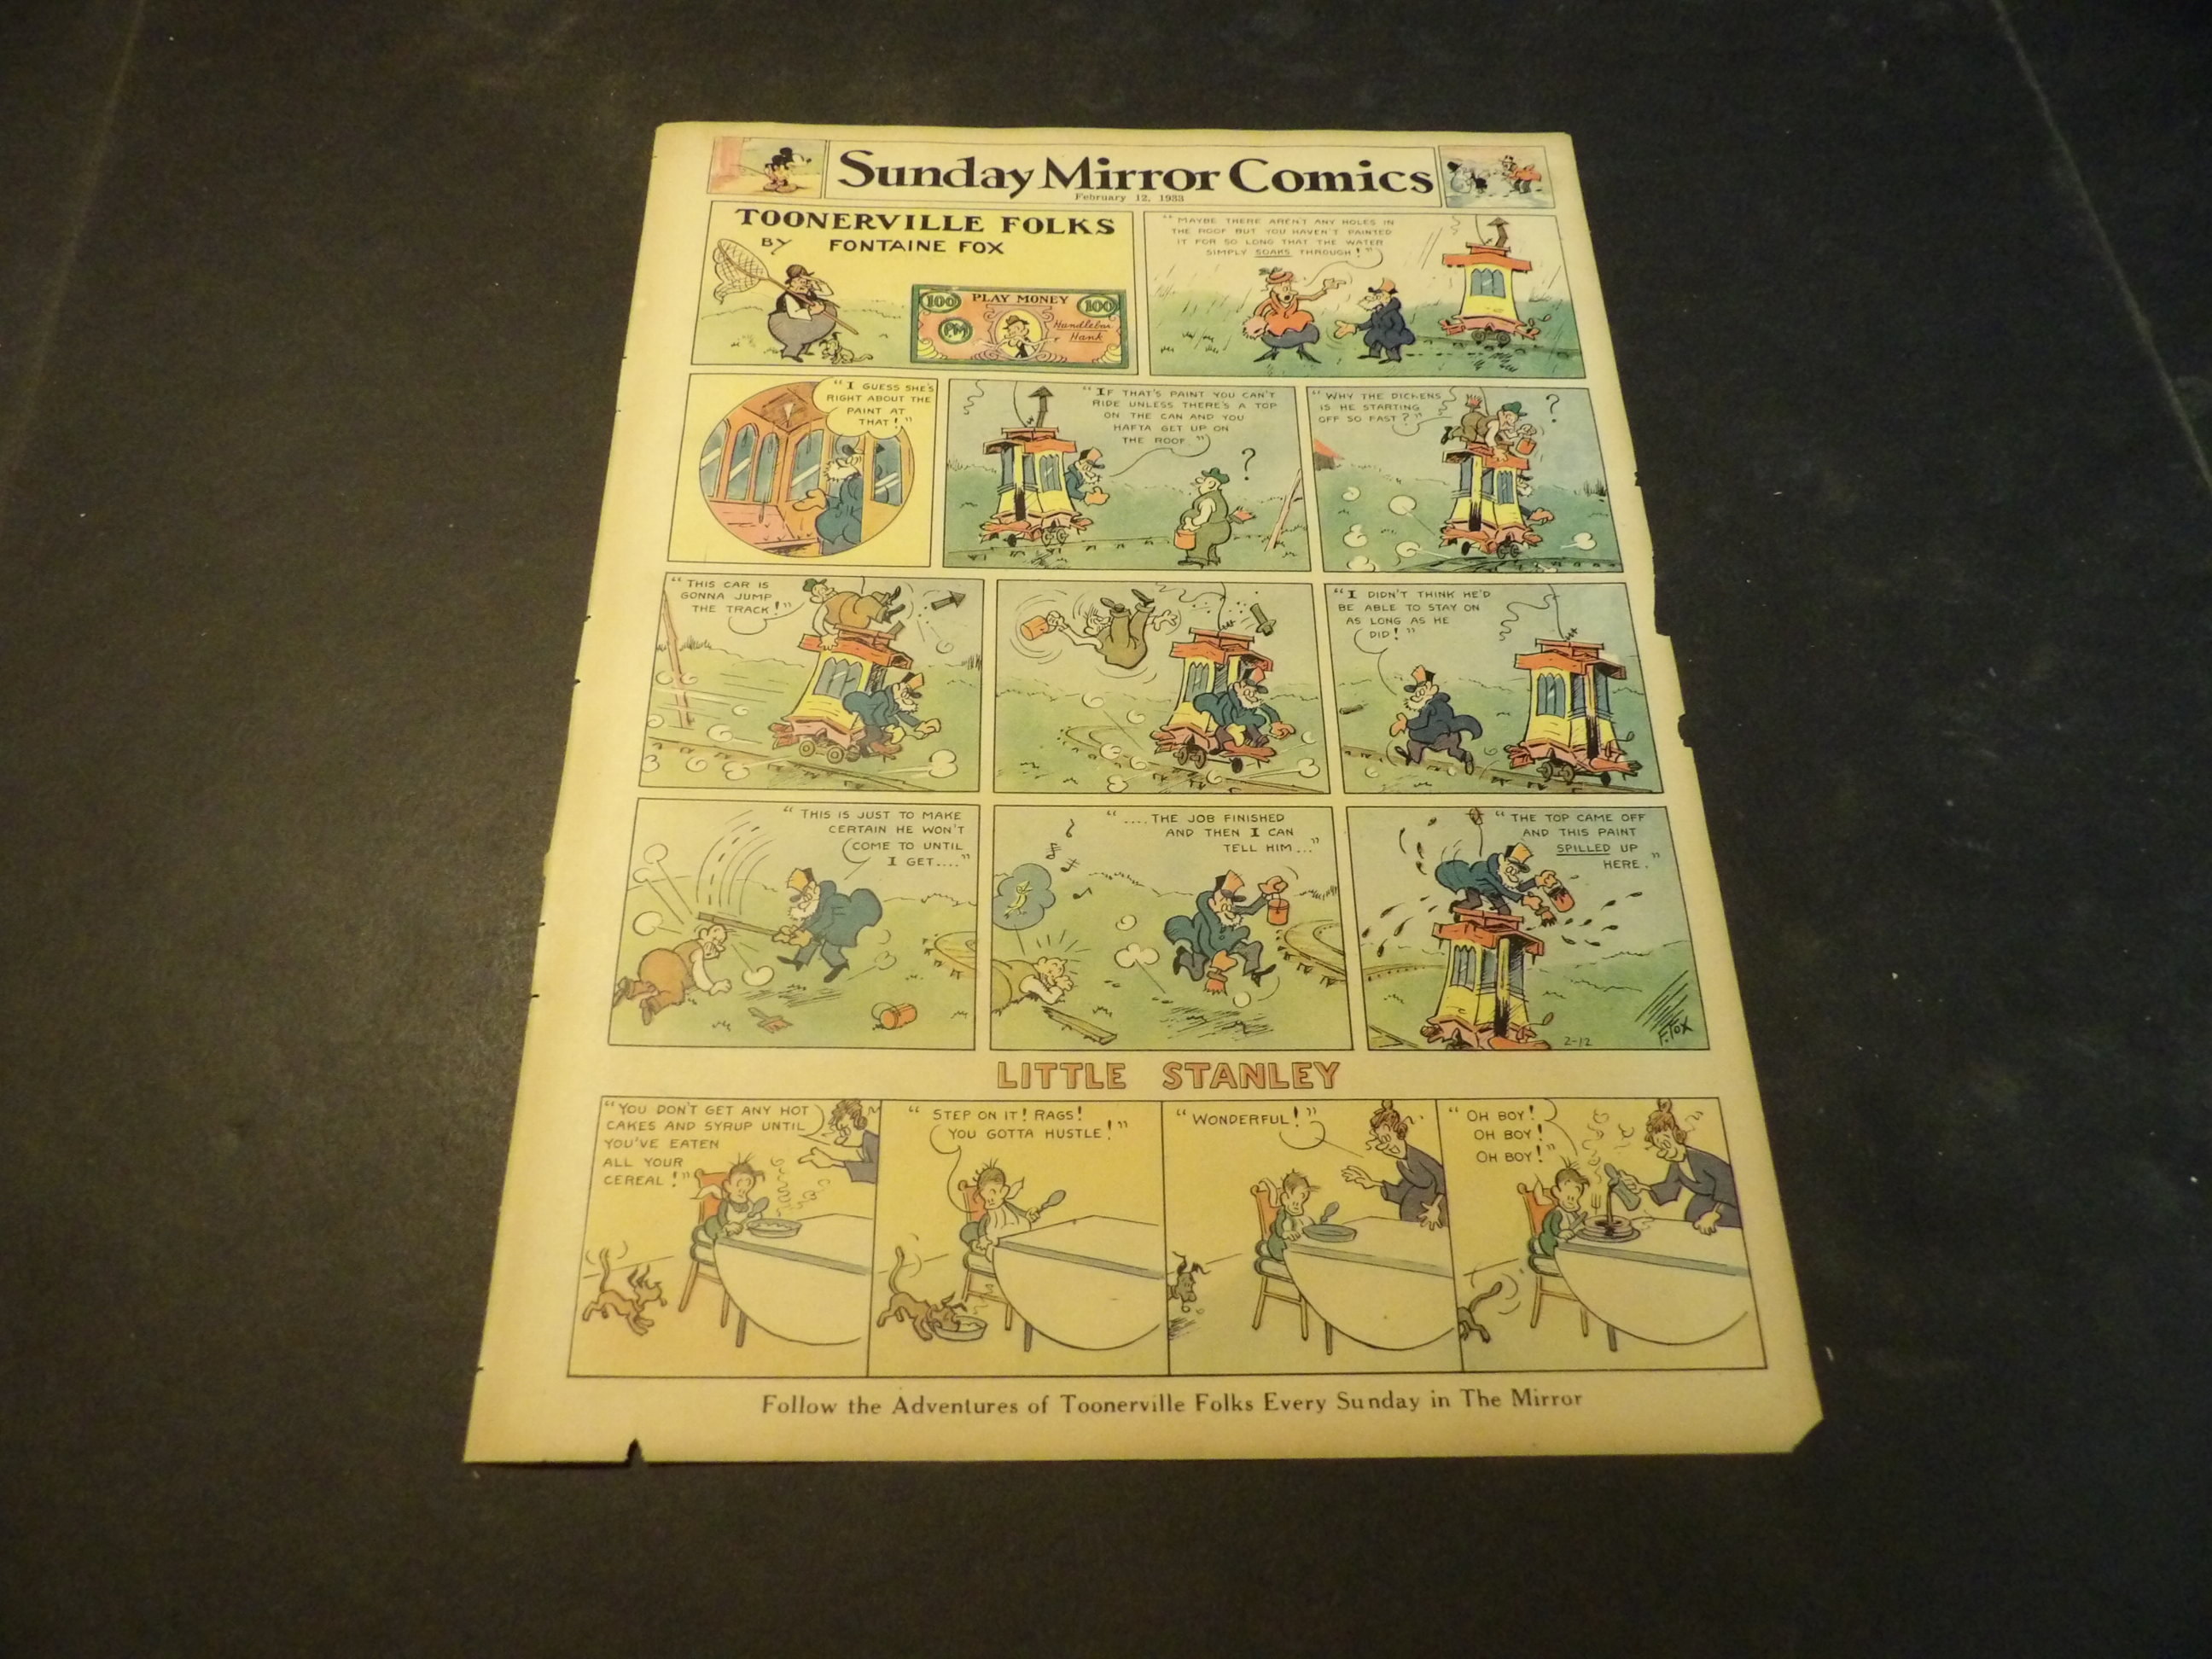 Sunday Mirror Comics
February 12, 1933
TOONERVILLE FOLKS
BY FONTAINE FOX
100 PLAY MONEY 100
PM
Handlebar
Hank
"MAYBE THERE AREN'T ANY HOLES IN
THE ROOF BUT YOU HAVEN'T PAINTED
IT FOR SO LONG THAT THE WATER
SIMPLY SOAKS THROUGH!"
"I GUESS SHE'S
RIGHT ABOUT THE
PAINT AT
THAT!"
"IF THAT'S PAINT YOU CAN'T
RIDE UNLESS THERE'S A TOP
ON THE CAN AND YOU
HAFTA GET UP ON
THE ROOF."
?
"WHY THE DICKENS
IS HE STARTING
OFF SO FAST?"
?
"THIS CAR IS
GONNA JUMP
THE TRACK!"
"I DIDN'T THINK HE'D
BE ABLE TO STAY ON
AS LONG AS HE
DID!"
"THIS IS JUST TO MAKE
CERTAIN HE WON'T
COME TO UNTIL
I GET...."
"....THE JOB FINISHED
AND THEN I CAN
TELL HIM..."
"THE TOP CAME OFF
AND THIS PAINT
SPILLED UP
HERE."
2-12
F. FOX
LITTLE STANLEY
"YOU DON'T GET ANY HOT
CAKES AND SYRUP UNTIL
YOU'VE EATEN
ALL YOUR
CEREAL!"
"STEP ON IT! RAGS!
YOU GOTTA HUSTLE!"
"WONDERFUL!"
"OH BOY!
OH BOY!
OH BOY!"
Follow the Adventures of Toonerville Folks Every Sunday in The Mirror